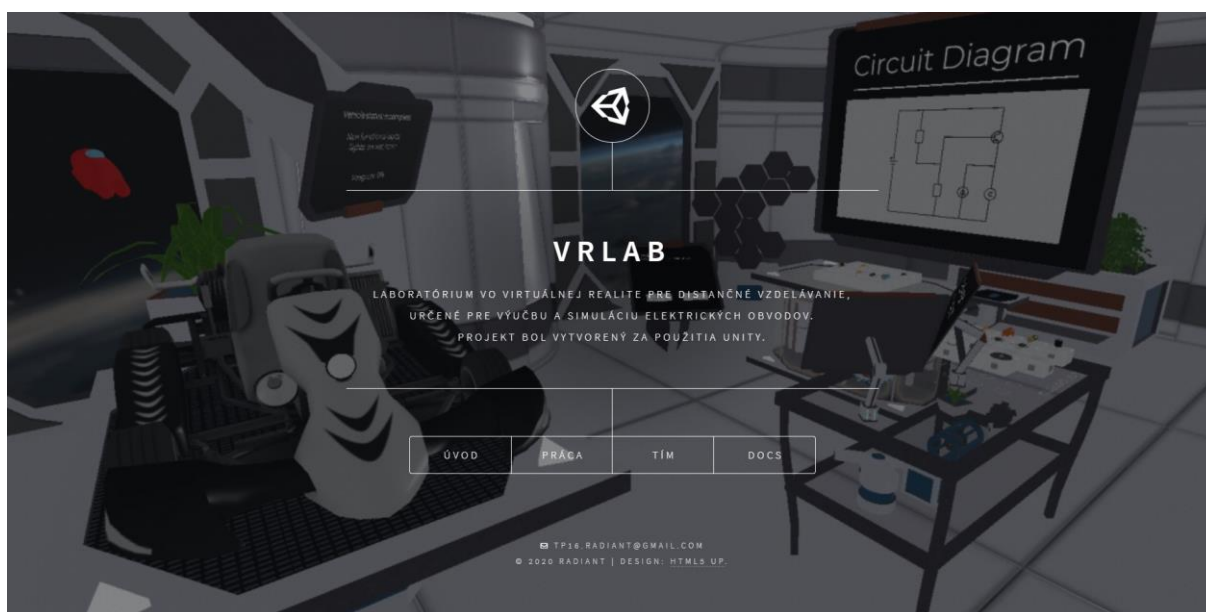 Circuit Diagram
VRLAB
LABORATÓRIUM VO VIRTUÁLNEJ REALITE PRE DISTANČNÉ VZDELÁVANIE,
URČENÉ PRE VÝUČBU A SIMULÁCIU ELEKTRICKÝCH OBVODOV.
PROJEKT BOL VYTVORENÝ ZA POUŽITIA UNITY.
ÚVOD
PRÁCA
TÍM
DOCS
TP16.RADIANT@GMAIL.COM
© 2020 RADIANT | DESIGN: HTML5 UP.